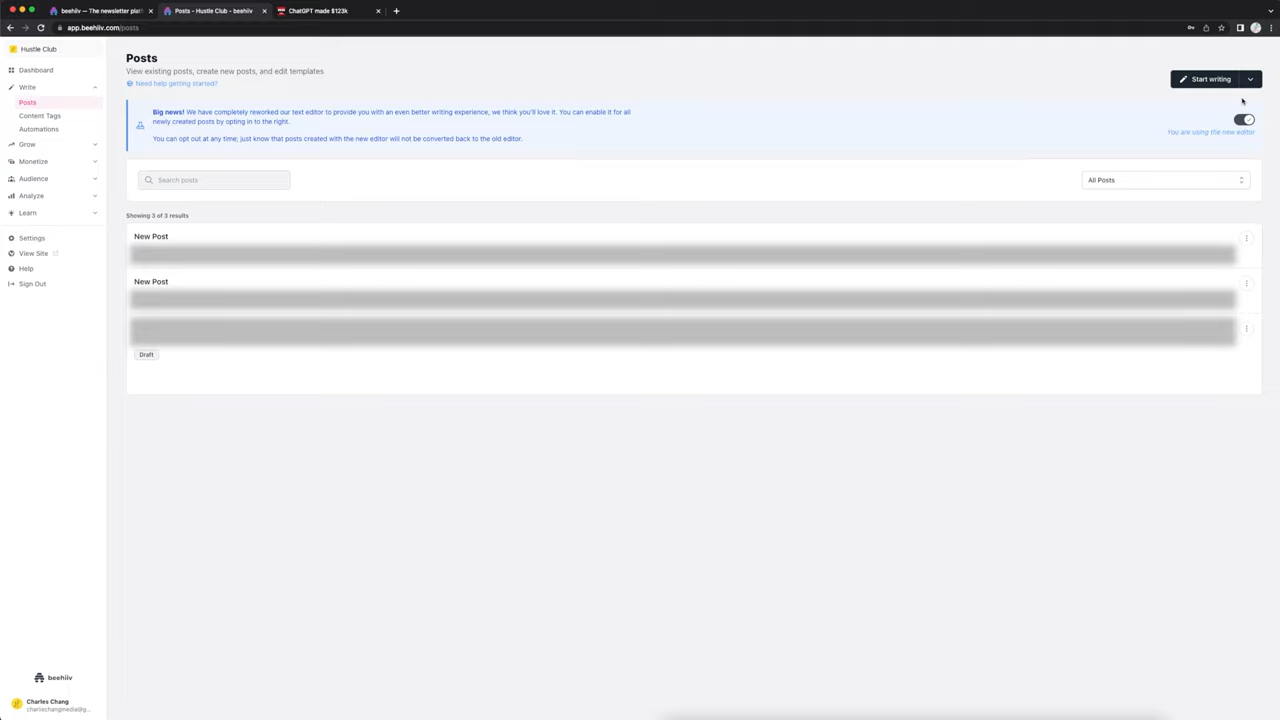 beehiiv — The newsletter plat
Posts - Hustle Club - beehiiv
ChatGPT made $123k
app.beehiiv.com/posts
Hustle Club
Dashboard
Write
Posts
Content Tags
Automations
Grow
Monetize
Audience
Analyze
Learn
Settings
View Site
Help
Sign Out
beehiiv
Charles Chang
charliechangmedia@g...
Posts
View existing posts, create new posts, and edit templates
Need help getting started?
Start writing
Big news! We have completely reworked our text editor to provide you with an even better writing experience, we think you'll love it. You can enable it for all
newly created posts by opting in to the right.
You can opt out at any time; just know that posts created with the new editor will not be converted back to the old editor.
You are using the new editor
Search posts
All Posts
Showing 3 of 3 results
New Post
New Post
Draft